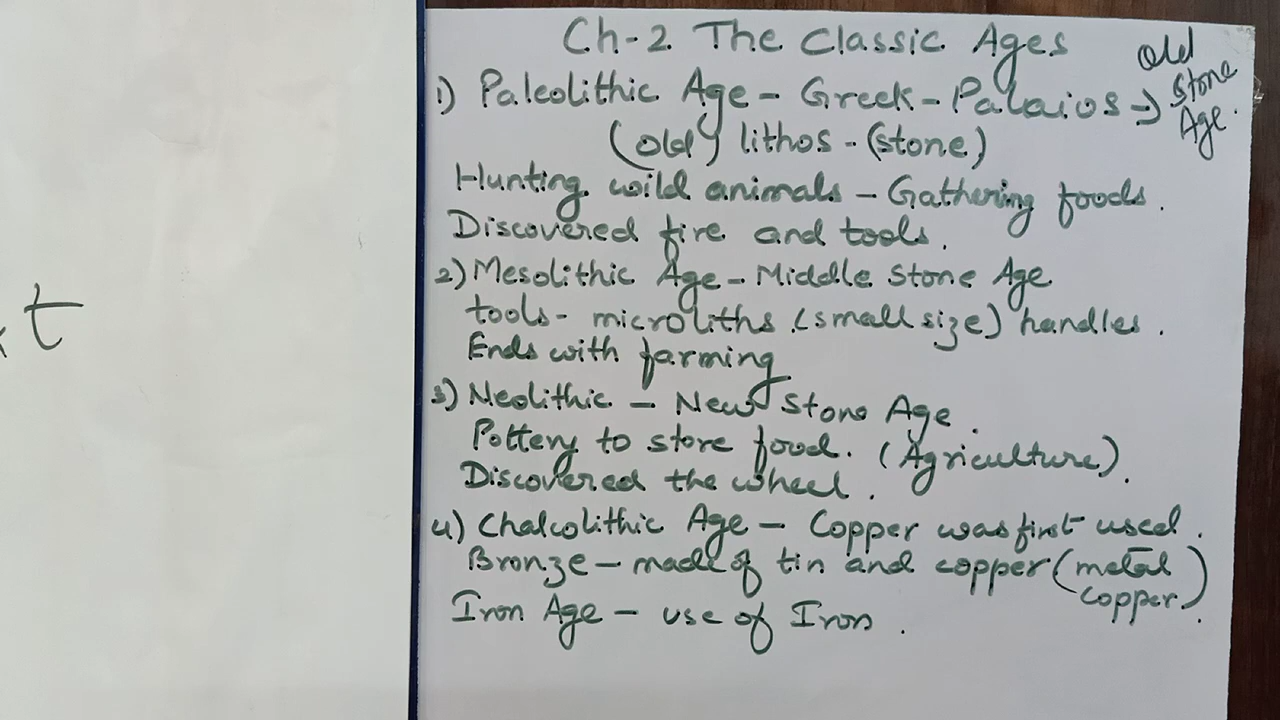 Ch-2 The Classic Ages
1) Paleolithic Age - Greek - Palaios → Old Stone Age.
(old) lithos - (stone)
Hunting wild animals - Gathering foods.
Discovered fire and tools.
2) Mesolithic Age - Middle Stone Age
tools - microliths (small size) handles.
Ends with farming
3) Neolithic - New Stone Age.
Pottery to store food. (Agriculture).
Discovered the wheel.
4) Chalcolithic Age - Copper was first used.
Bronze - made of tin and copper (metal copper).
Iron Age - use of Iron.
t